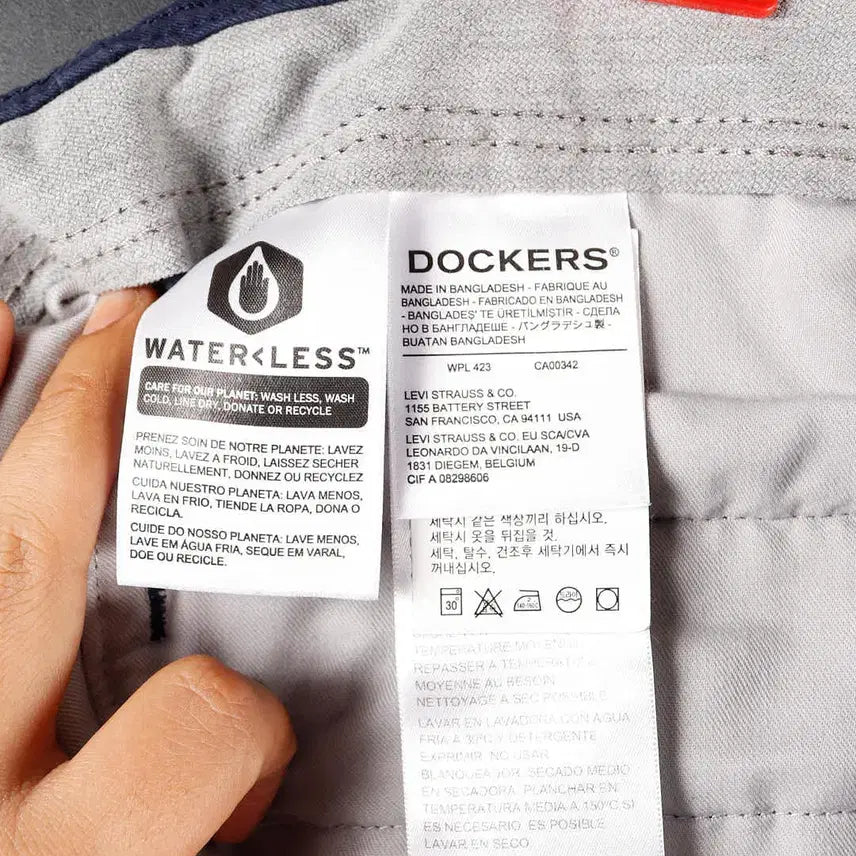 WATER<LESS™
CARE FOR OUR PLANET: WASH LESS, WASH
COLD, LINE DRY, DONATE OR RECYCLE
PRENEZ SOIN DE NOTRE PLANETE: LAVEZ
MOINS, LAVEZ A FROID, LAISSEZ SECHER
NATURELLEMENT, DONNEZ OU RECYCLEZ
CUIDA NUESTRO PLANETA: LAVA MENOS,
LAVA EN FRIO, TIENDE LA ROPA, DONA O
RECICLA.
CUIDE DO NOSSO PLANETA: LAVE MENOS,
LAVE EM ÁGUA FRIA, SEQUE EM VARAL,
DOE OU RECICLE.
DOCKERS®
MADE IN BANGLADESH - FABRIQUE AU
BANGLADESH - FABRICADO EN BANGLADESH
- BANGLADEŞ' TE ÜRETİLMİŞTİR - СДЕЛА
НО В БАНГЛАДЕШЕ - バングラデシュ製 -
BUATAN BANGLADESH
WPL 423 CA00342
LEVI STRAUSS & CO.
1155 BATTERY STREET
SAN FRANCISCO, CA 94111 USA
LEVI STRAUSS & CO. EU SCA/CVA
LEONARDO DA VINCILAAN, 19-D
1831 DIEGEM, BELGIUM
CIF A 08298606
세탁시 같은 색상끼리 하십시오.
세탁시 옷을 뒤집을 것.
세탁, 탈수, 건조후 세탁기에서 즉시
꺼내십시오.
30
TEMPERATURE MOYENNE
REPASSER A TEMPERATURE
MOYENNE AU BESOIN
NETTOYAGE A SEC POSSIBLE
LAVAR EN LAVADORA CON AGUA
FRIA A 30ºC Y DETERGENTE
EXPRIMIR. NO USAR
BLANQUEADOR. SECADO MEDIO
EN SECADORA. PLANCHAR EN
TEMPERATURA MEDIA A 150ºC SI
ES NECESARIO. ES POSIBLE
LAVAR EN SECO